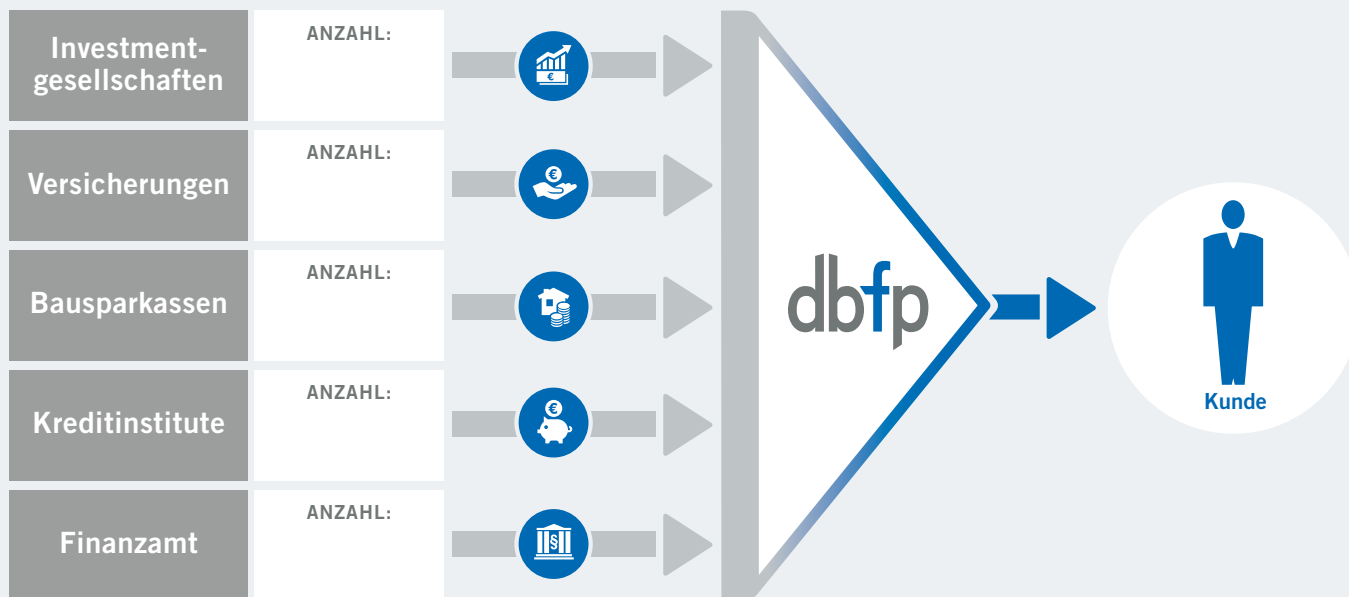 Investment-
gesellschaften
ANZAHL:
€
Versicherungen
ANZAHL:
€
Bausparkassen
ANZAHL:
Kreditinstitute
ANZAHL:
€
Finanzamt
ANZAHL:
§
dbfp
Kunde